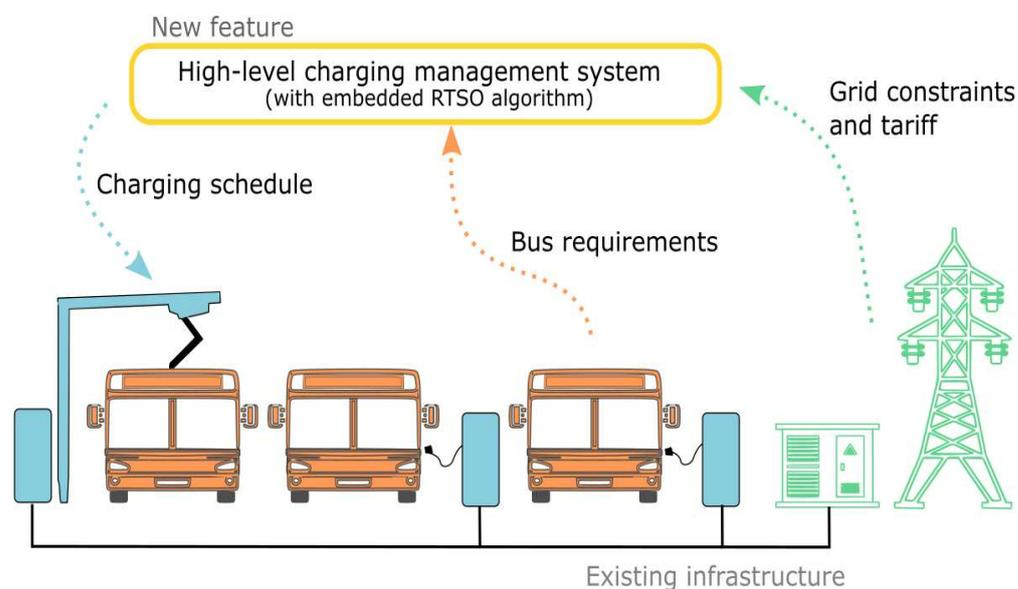 New feature
High-level charging management system
(with embedded RTSO algorithm)
Grid constraints
and tariff
Charging schedule
Bus requirements
Existing infrastructure